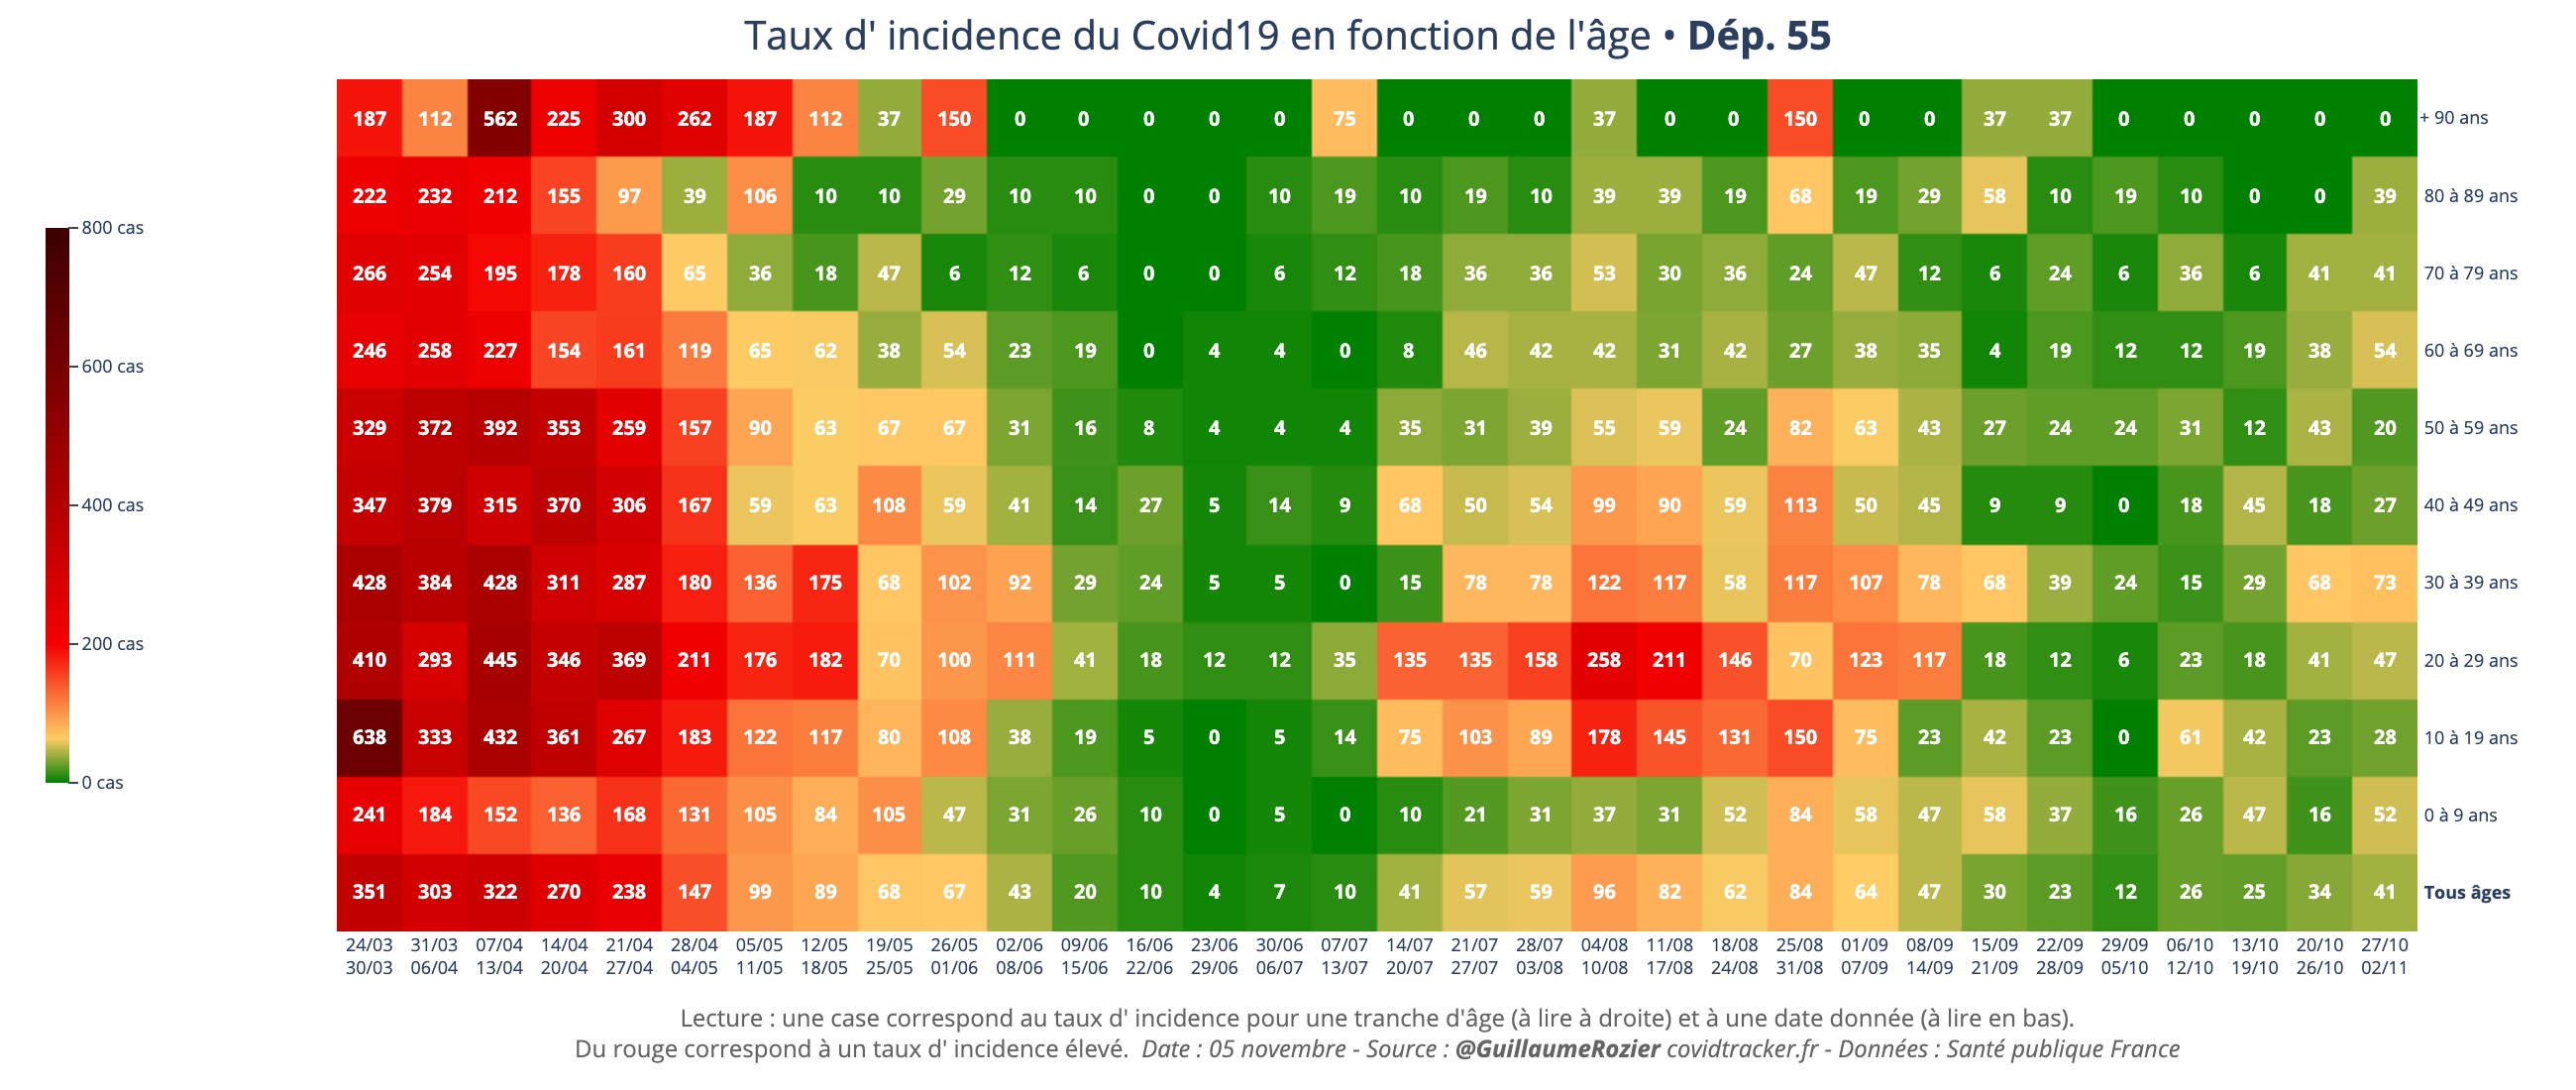 Taux d' incidence du Covid19 en fonction de l'âge • Dép. 55
800 cas
600 cas
400 cas
200 cas
0 cas
187 112 562 225 300 262 187 112 37 150 0 0 0 0 0 75 0 0 0 37 0 0 150 0 0 37 37 0 0 0 0 0 + 90 ans
222 232 212 155 97 39 106 10 10 29 10 10 0 0 10 19 10 19 10 39 39 19 68 19 29 58 10 19 10 0 0 39 80 à 89 ans
266 254 195 178 160 65 36 18 47 6 12 6 0 0 6 12 18 36 36 53 30 36 24 47 12 6 24 6 36 6 41 41 70 à 79 ans
246 258 227 154 161 119 65 62 38 54 23 19 0 4 4 0 8 46 42 42 31 42 27 38 35 4 19 12 12 19 38 54 60 à 69 ans
329 372 392 353 259 157 90 63 67 67 31 16 8 4 4 4 35 31 39 55 59 24 82 63 43 27 24 24 31 12 43 20 50 à 59 ans
347 379 315 370 306 167 59 63 108 59 41 14 27 5 14 9 68 50 54 99 90 59 113 50 45 9 9 0 18 45 18 27 40 à 49 ans
428 384 428 311 287 180 136 175 68 102 92 29 24 5 5 0 15 78 78 122 117 58 117 107 78 68 39 24 15 29 68 73 30 à 39 ans
410 293 445 346 369 211 176 182 70 100 111 41 18 12 12 35 135 135 158 258 211 146 70 123 117 18 12 6 23 18 41 47 20 à 29 ans
638 333 432 361 267 183 122 117 80 108 38 19 5 0 5 14 75 103 89 178 145 131 150 75 23 42 23 0 61 42 23 28 10 à 19 ans
241 184 152 136 168 131 105 84 105 47 31 26 10 0 5 0 10 21 31 37 31 52 84 58 47 58 37 16 26 47 16 52 0 à 9 ans
351 303 322 270 238 147 99 89 68 67 43 20 10 4 7 10 41 57 59 96 82 62 84 64 47 30 23 12 26 25 34 41 Tous âges
24/03 31/03 07/04 14/04 21/04 28/04 05/05 12/05 19/05 26/05 02/06 09/06 16/06 23/06 30/06 07/07 14/07 21/07 28/07 04/08 11/08 18/08 25/08 01/09 08/09 15/09 22/09 29/09 06/10 13/10 20/10 27/10
30/03 06/04 13/04 20/04 27/04 04/05 11/05 18/05 25/05 01/06 08/06 15/06 22/06 29/06 06/07 13/07 20/07 27/07 03/08 10/08 17/08 24/08 31/08 07/09 14/09 21/09 28/09 05/10 12/10 19/10 26/10 02/11
Lecture : une case correspond au taux d' incidence pour une tranche d'âge (à lire à droite) et à une date donnée (à lire en bas).
Du rouge correspond à un taux d' incidence élevé. Date : 05 novembre - Source : @GuillaumeRozier covidtracker.fr - Données : Santé publique France